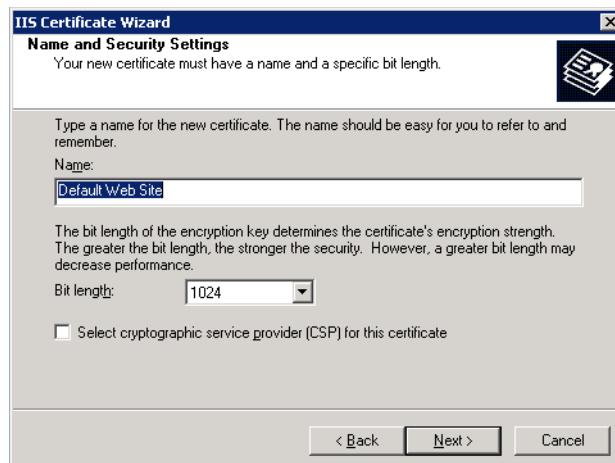 IIS Certificate Wizard
Name and Security Settings
Your new certificate must have a name and a specific bit length.
Type a name for the new certificate. The name should be easy for you to refer to and
remember.
Name:
Default Web Site
The bit length of the encryption key determines the certificate's encryption strength.
The greater the bit length, the stronger the security. However, a greater bit length may
decrease performance.
Bit length: 1024
Select cryptographic service provider (CSP) for this certificate
< Back Next > Cancel